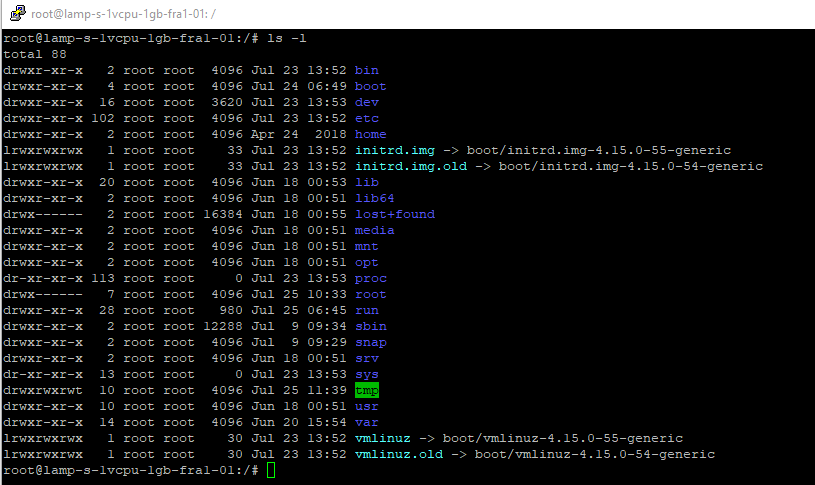 root@lamp-s-1vcpu-1gb-fra1-01: /
root@lamp-s-1vcpu-1gb-fra1-01:/# ls -l
total 88
drwxr-xr-x   2 root root  4096 Jul 23 13:52 bin
drwxr-xr-x   4 root root  4096 Jul 24 06:49 boot
drwxr-xr-x  16 root root  3620 Jul 23 13:53 dev
drwxr-xr-x 102 root root  4096 Jul 23 13:52 etc
drwxr-xr-x   2 root root  4096 Apr 24  2018 home
lrwxrwxrwx   1 root root    33 Jul 23 13:52 initrd.img -> boot/initrd.img-4.15.0-55-generic
lrwxrwxrwx   1 root root    33 Jul 23 13:52 initrd.img.old -> boot/initrd.img-4.15.0-54-generic
drwxr-xr-x  20 root root  4096 Jun 18 00:53 lib
drwxr-xr-x   2 root root  4096 Jun 18 00:51 lib64
drwx------   2 root root 16384 Jun 18 00:55 lost+found
drwxr-xr-x   2 root root  4096 Jun 18 00:51 media
drwxr-xr-x   2 root root  4096 Jun 18 00:51 mnt
drwxr-xr-x   2 root root  4096 Jun 18 00:51 opt
dr-xr-xr-x 113 root root     0 Jul 23 13:53 proc
drwx------   7 root root  4096 Jul 25 10:33 root
drwxr-xr-x  28 root root   980 Jul 25 06:45 run
drwxr-xr-x   2 root root 12288 Jul  9 09:34 sbin
drwxr-xr-x   2 root root  4096 Jul  9 09:29 snap
drwxr-xr-x   2 root root  4096 Jun 18 00:51 srv
dr-xr-xr-x  13 root root     0 Jul 23 13:53 sys
drwxrwxrwt  10 root root  4096 Jul 25 11:39 tmp
drwxr-xr-x  10 root root  4096 Jun 18 00:51 usr
drwxr-xr-x  14 root root  4096 Jun 20 15:54 var
lrwxrwxrwx   1 root root    30 Jul 23 13:52 vmlinuz -> boot/vmlinuz-4.15.0-55-generic
lrwxrwxrwx   1 root root    30 Jul 23 13:52 vmlinuz.old -> boot/vmlinuz-4.15.0-54-generic
root@lamp-s-1vcpu-1gb-fra1-01:/#